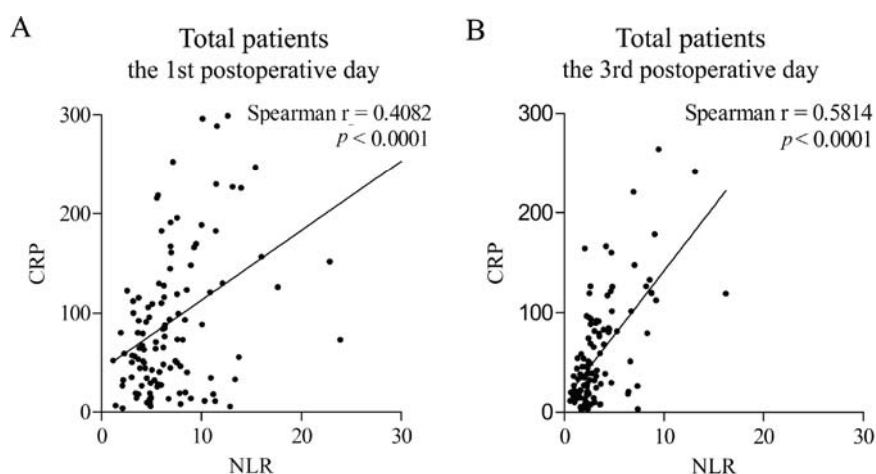 A
Total patients
the 1st postoperative day
Spearman r = 0.4082
p < 0.0001
300
200
100
0
CRP
0 10 20 30
NLR
B
Total patients
the 3rd postoperative day
Spearman r = 0.5814
p < 0.0001
300
200
100
0
CRP
0 10 20 30
NLR